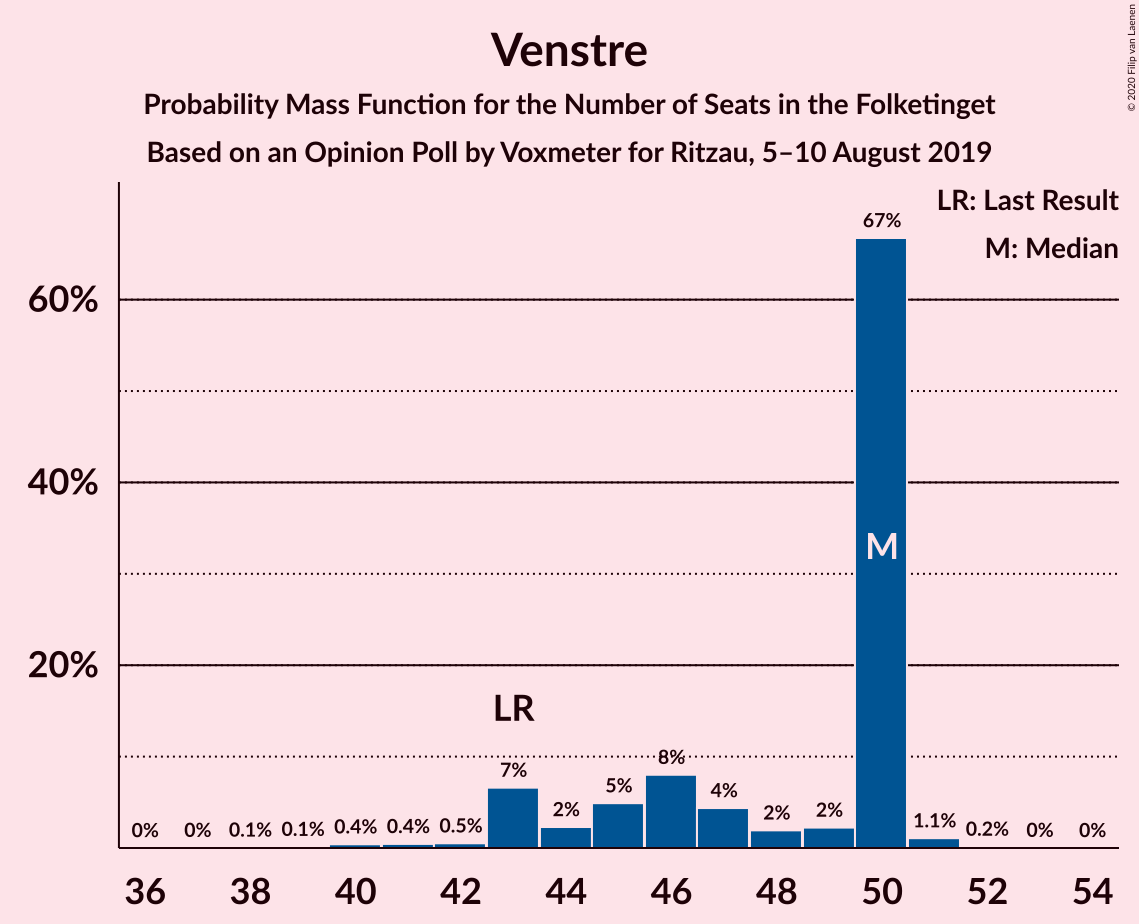 Venstre
Probability Mass Function for the Number of Seats in the Folketinget
Based on an Opinion Poll by Voxmeter for Ritzau, 5–10 August 2019
© 2020 Filip van Laenen
LR: Last Result
M: Median
67%
60%
40%
M
20%
LR
0% 0% 0.1% 0.1% 0.4% 0.4% 0.5% 7% 2% 5% 8% 4% 2% 2% 1.1% 0.2% 0% 0%
36 38 40 42 44 46 48 50 52 54